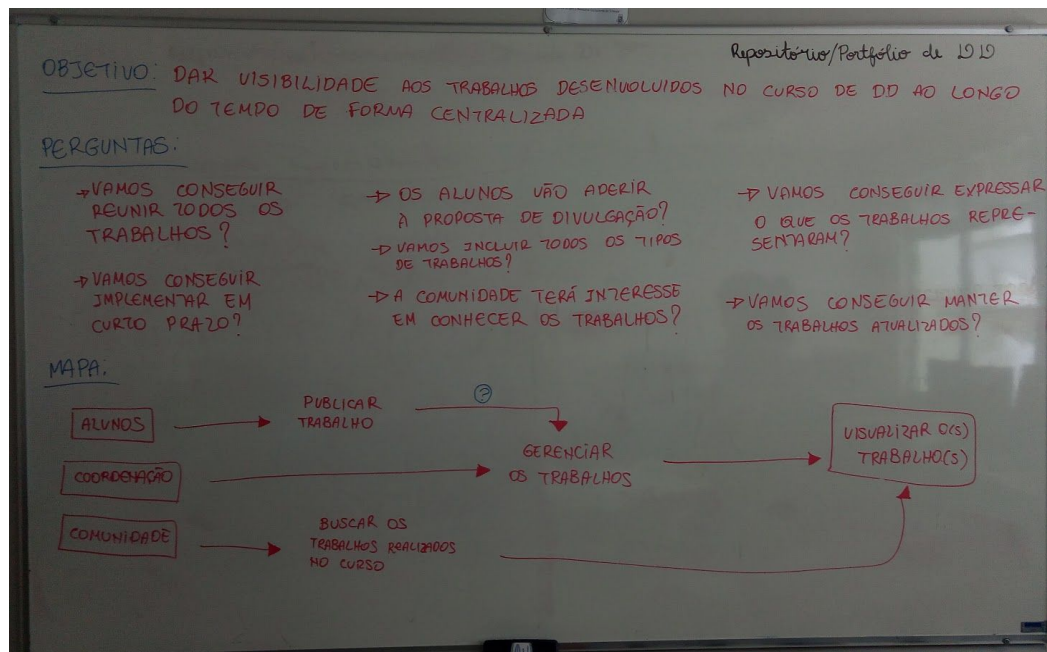 Repositório/Portfólio de DD
OBJETIVO: DAR VISIBILIDADE AOS TRABALHOS DESENVOLVIDOS NO CURSO DE DD AO LONGO
DO TEMPO DE FORMA CENTRALIZADA
PERGUNTAS:
→ VAMOS CONSEGUIR
REUNIR TODOS OS
TRABALHOS?
→ VAMOS CONSEGUIR
IMPLEMENTAR EM
CURTO PRAZO?
→ OS ALUNOS VÃO ADERIR
À PROPOSTA DE DIVULGAÇÃO?
→ VAMOS INCLUIR TODOS OS TIPOS
DE TRABALHOS?
→ A COMUNIDADE TERÁ INTERESSE
EM CONHECER OS TRABALHOS?
→ VAMOS CONSEGUIR EXPRESSAR
O QUE OS TRABALHOS REPRE-
SENTARAM?
→ VAMOS CONSEGUIR MANTER
OS TRABALHOS ATUALIZADOS?
MAPA:
ALUNOS
PUBLICAR
TRABALHO
?
GERENCIAR
OS TRABALHOS
VISUALIZAR O(S)
TRABALHO(S)
COORDENAÇÃO
COMUNIDADE
BUSCAR OS
TRABALHOS REALIZADOS
NO CURSO